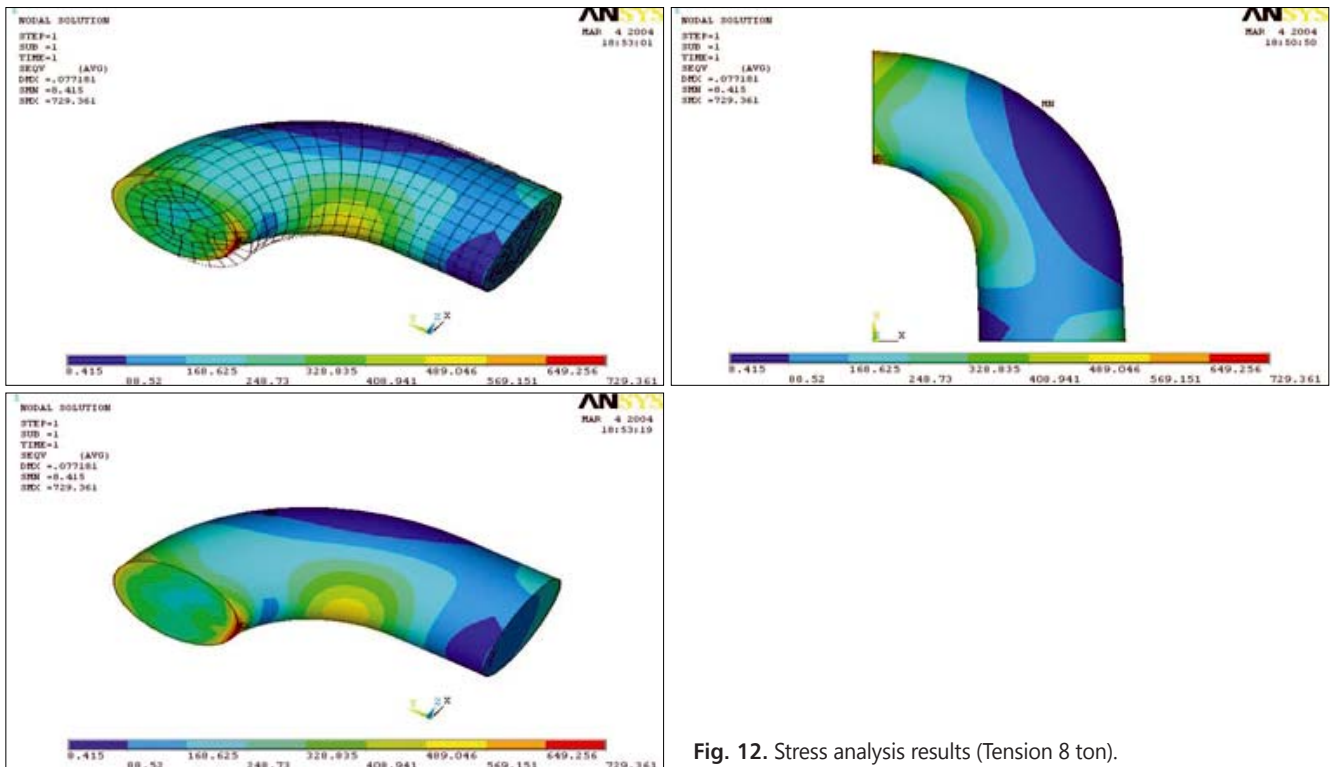 1
NODAL SOLUTION
STEP=1
SUB =1
TIME=1
SEQV (AVG)
DMX =.077181
SMN =8.415
SMX =729.361
ANSYS
MAR 4 2004
18:53:01
Y Z X
8.415 168.625 328.835 489.046 649.256
88.52 248.73 408.941 569.151 729.361
NODAL SOLUTION
STEP=1
SUB =1
TIME=1
SEQV (AVG)
DMX =.077181
SMN =8.415
SMX =729.361
ANSYS
MAR 4 2004
18:50:50
MN
X
8.415 168.625 328.835 489.046 649.256
88.52 248.73 408.941 569.151 729.361
1
NODAL SOLUTION
STEP=1
SUB =1
TIME=1
SEQV (AVG)
DMX =.077181
SMN =8.415
SMX =729.361
ANSYS
MAR 4 2004
18:53:19
Y Z X
8.415 168.625 328.835 489.046 649.256
88.52 248.73 408.941 569.151 729.361
Fig. 12. Stress analysis results (Tension 8 ton).